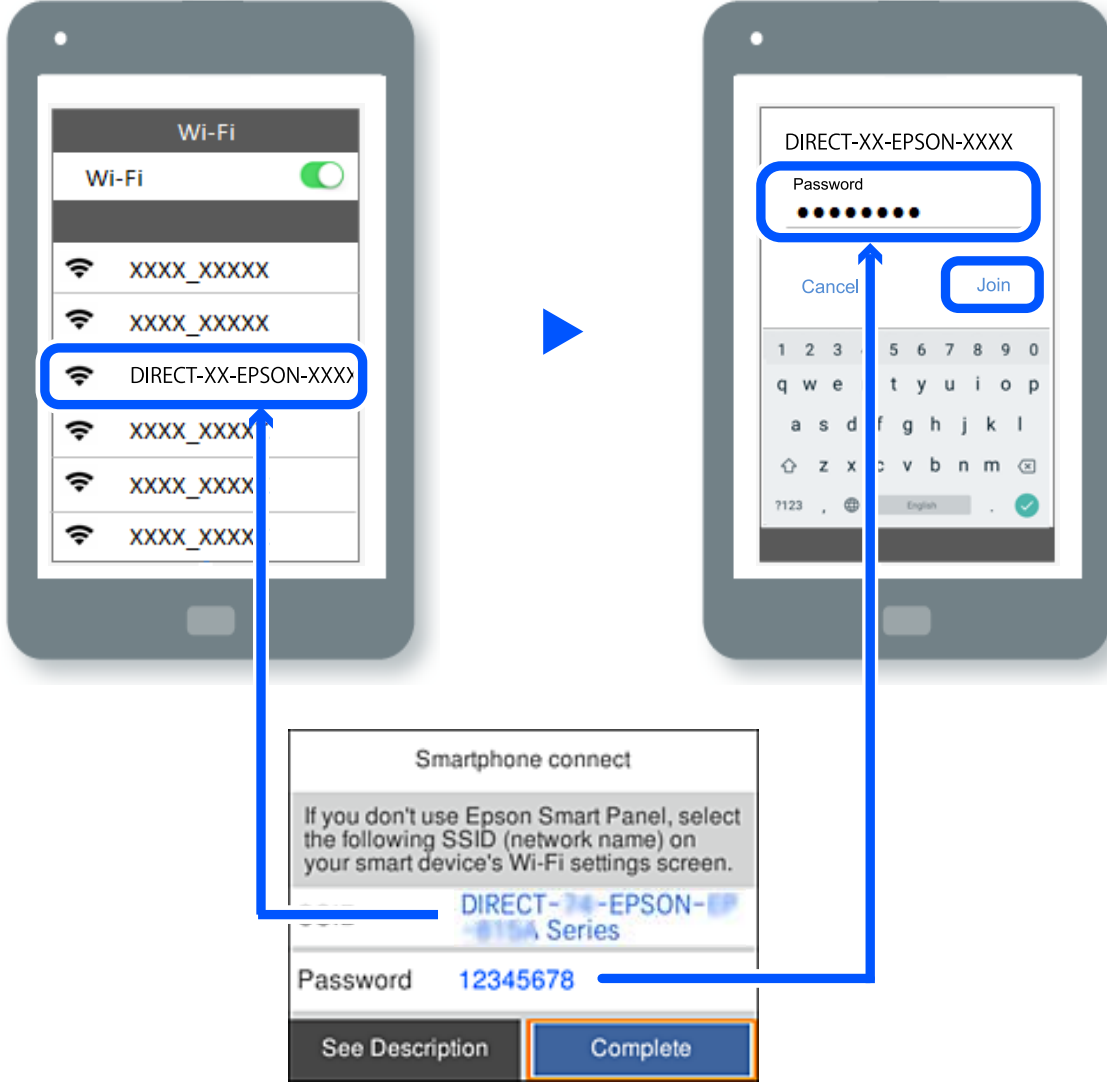 Wi-Fi
Wi-Fi
XXXX_XXXXX
XXXX_XXXXX
DIRECT-XX-EPSON-XXXX
XXXX_XXXX
XXXX_XXXX
XXXX_XXXX
DIRECT-XX-EPSON-XXXX
Password
Cancel
Join
1 2 3 5 6 7 8 9 0
q w e t y u i o p
a s d f g h j k l
z x c v b n m
?123 , English .
Smartphone connect
If you don't use Epson Smart Panel, select
the following SSID (network name) on
your smart device's Wi-Fi settings screen.
DIRECT- -EPSON-
Series
Password 12345678
See Description Complete